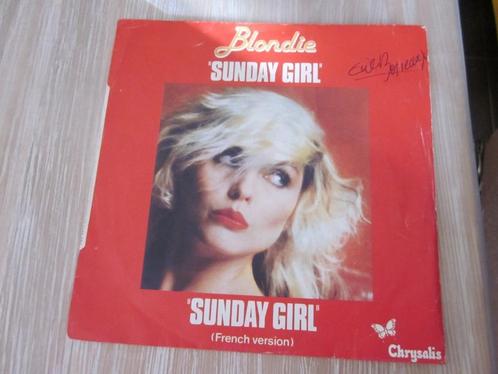 Blondie
'SUNDAY GIRL'
'SUNDAY GIRL'
(French version)
Chrysalis